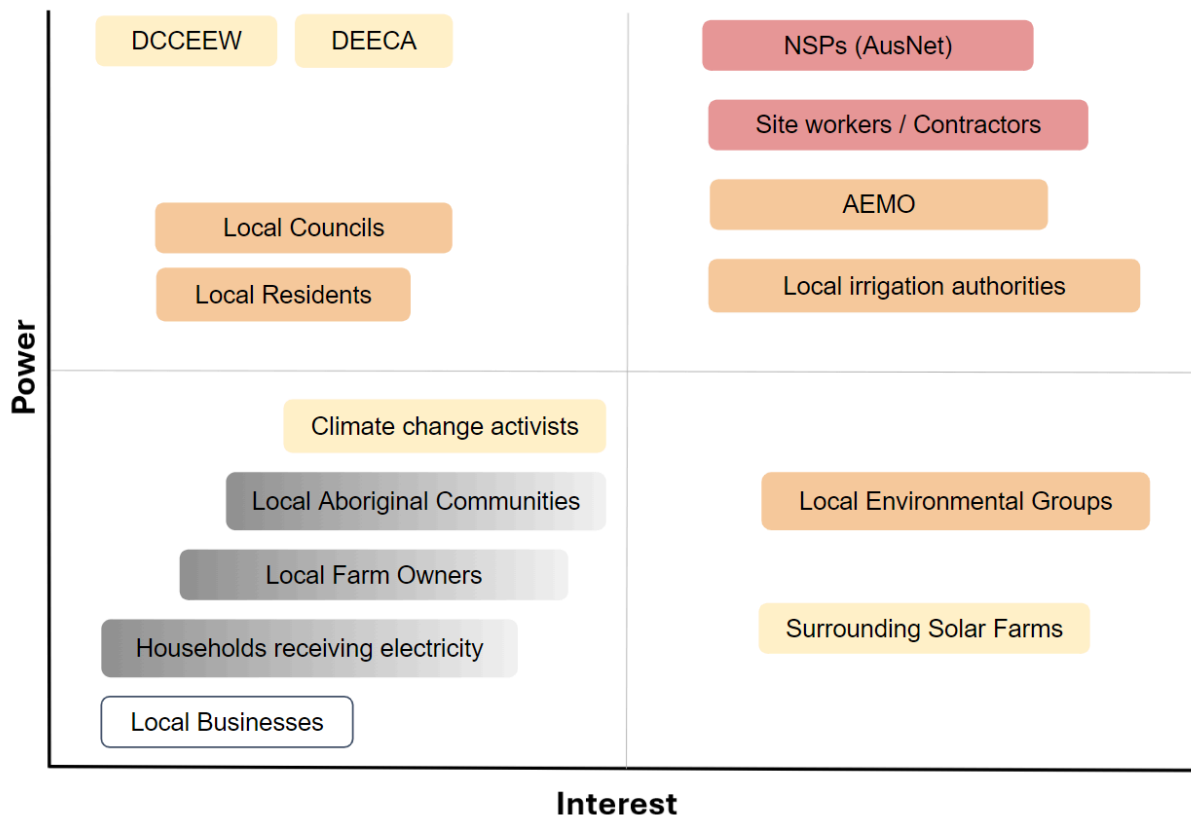 DCCEEW
DEECA
NSPs (AusNet)
Site workers / Contractors
AEMO
Local Councils
Local Residents
Local irrigation authorities
Power
Climate change activists
Local Aboriginal Communities
Local Environmental Groups
Local Farm Owners
Surrounding Solar Farms
Households receiving electricity
Local Businesses
Interest